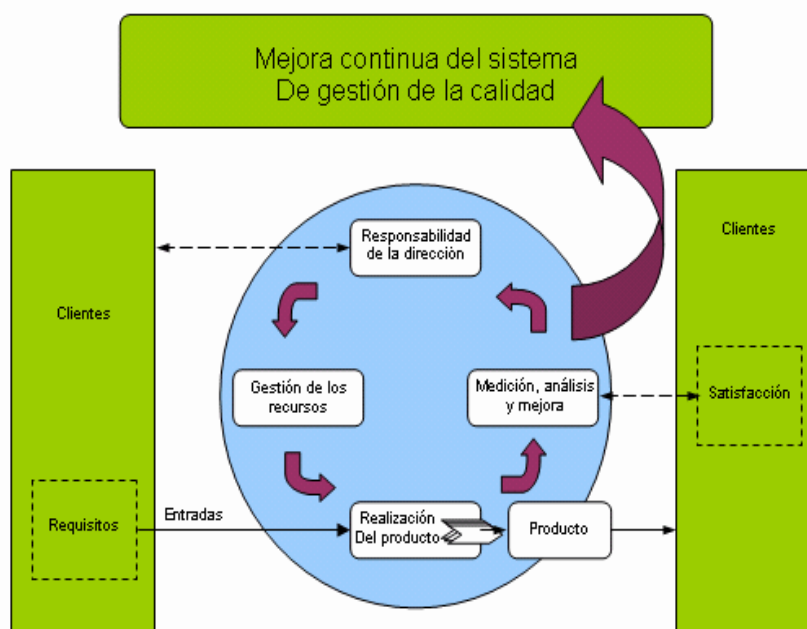 Mejora continua del sistema
De gestión de la calidad
Responsabilidad
de la dirección
Clientes
Clientes
Gestión de los
recursos
Medición, análisis
y mejora
Satisfacción
Requisitos
Entradas
Realización
Del producto
Producto